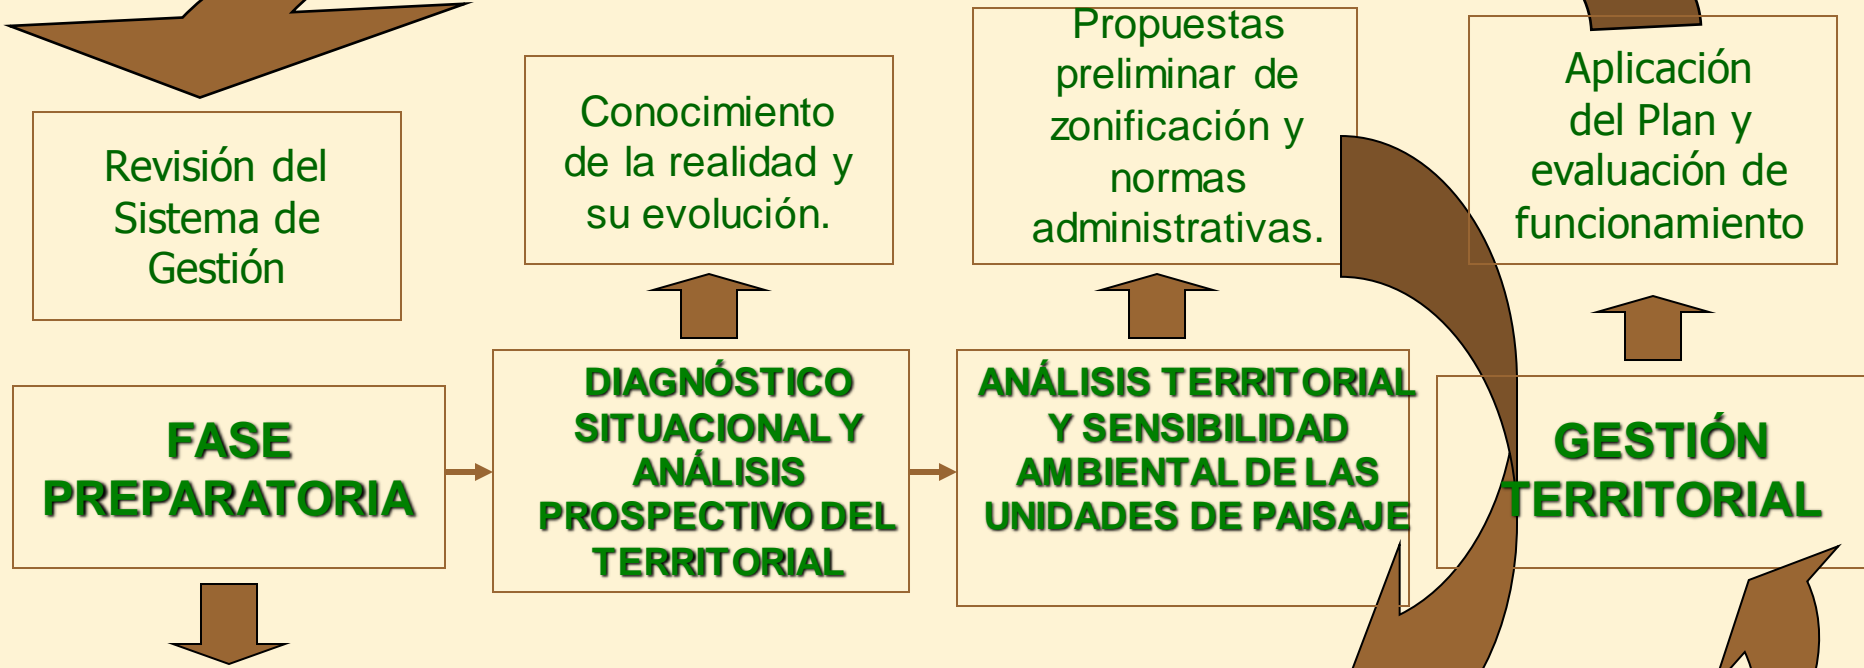 Revisión del
Sistema de
Gestión
Conocimiento
de la realidad y
su evolución.
Propuestas
preliminar de
zonificación y
normas
administrativas.
Aplicación
del Plan y
evaluación de
funcionamiento
FASE
PREPARATORIA
DIAGNÓSTICO
SITUACIONAL Y
ANÁLISIS
PROSPECTIVO DEL
TERRITORIAL
ANÁLISIS TERRITORIAL
Y SENSIBILIDAD
AMBIENTAL DE LAS
UNIDADES DE PAISAJE
GESTIÓN
TERRITORIAL